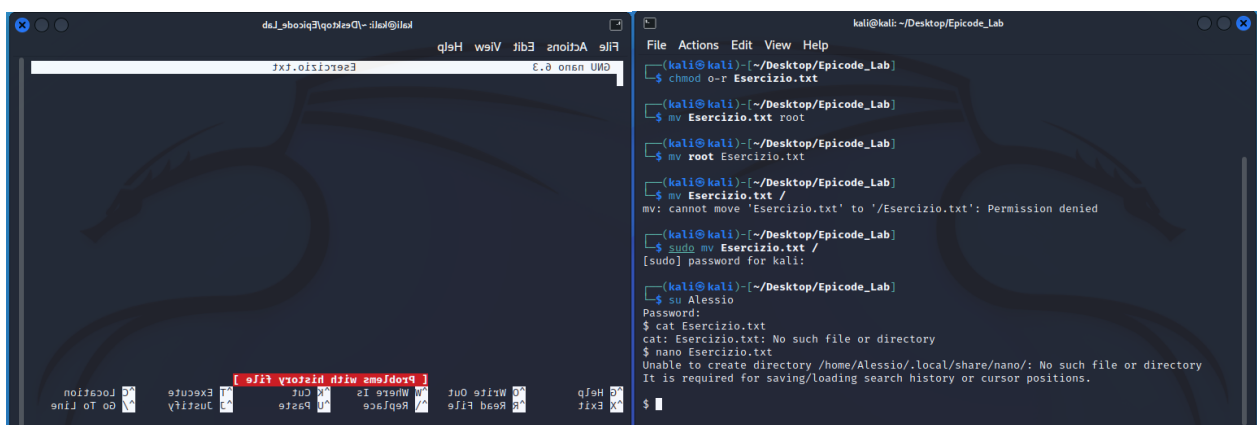 kali@kali: ~/Desktop/Epicode_Lab
File Actions Edit View Help
GNU nano 6.3 Esercizio.txt
[ Problems with history file ]
^G Help ^O Write Out ^W Where Is ^K Cut ^T Execute ^C Location
^X Exit ^R Read File ^\ Replace ^U Paste ^J Justify ^/ Go To Line
kali@kali: ~/Desktop/Epicode_Lab
File Actions Edit View Help
┌──(kali㉿kali)-[~/Desktop/Epicode_Lab]
└─$ chmod o-r Esercizio.txt
┌──(kali㉿kali)-[~/Desktop/Epicode_Lab]
└─$ mv Esercizio.txt root
┌──(kali㉿kali)-[~/Desktop/Epicode_Lab]
└─$ mv root Esercizio.txt
┌──(kali㉿kali)-[~/Desktop/Epicode_Lab]
└─$ mv Esercizio.txt /
mv: cannot move 'Esercizio.txt' to '/Esercizio.txt': Permission denied
┌──(kali㉿kali)-[~/Desktop/Epicode_Lab]
└─$ sudo mv Esercizio.txt /
[sudo] password for kali:
┌──(kali㉿kali)-[~/Desktop/Epicode_Lab]
└─$ su Alessio
Password:
$ cat Esercizio.txt
cat: Esercizio.txt: No such file or directory
$ nano Esercizio.txt
Unable to create directory /home/Alessio/.local/share/nano/: No such file or directory
It is required for saving/loading search history or cursor positions.
$